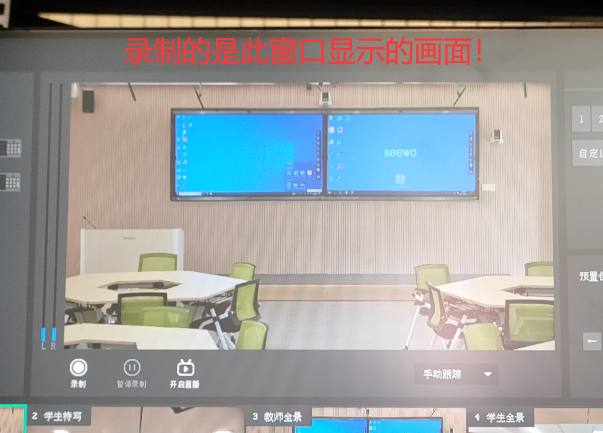 录制的是此窗口显示的画面！
1 2
自定义
seewo
预置位
L R
录制
暂停录制
开启直播
手动跟踪
2 学生特写
3 教师全景
4 学生全景